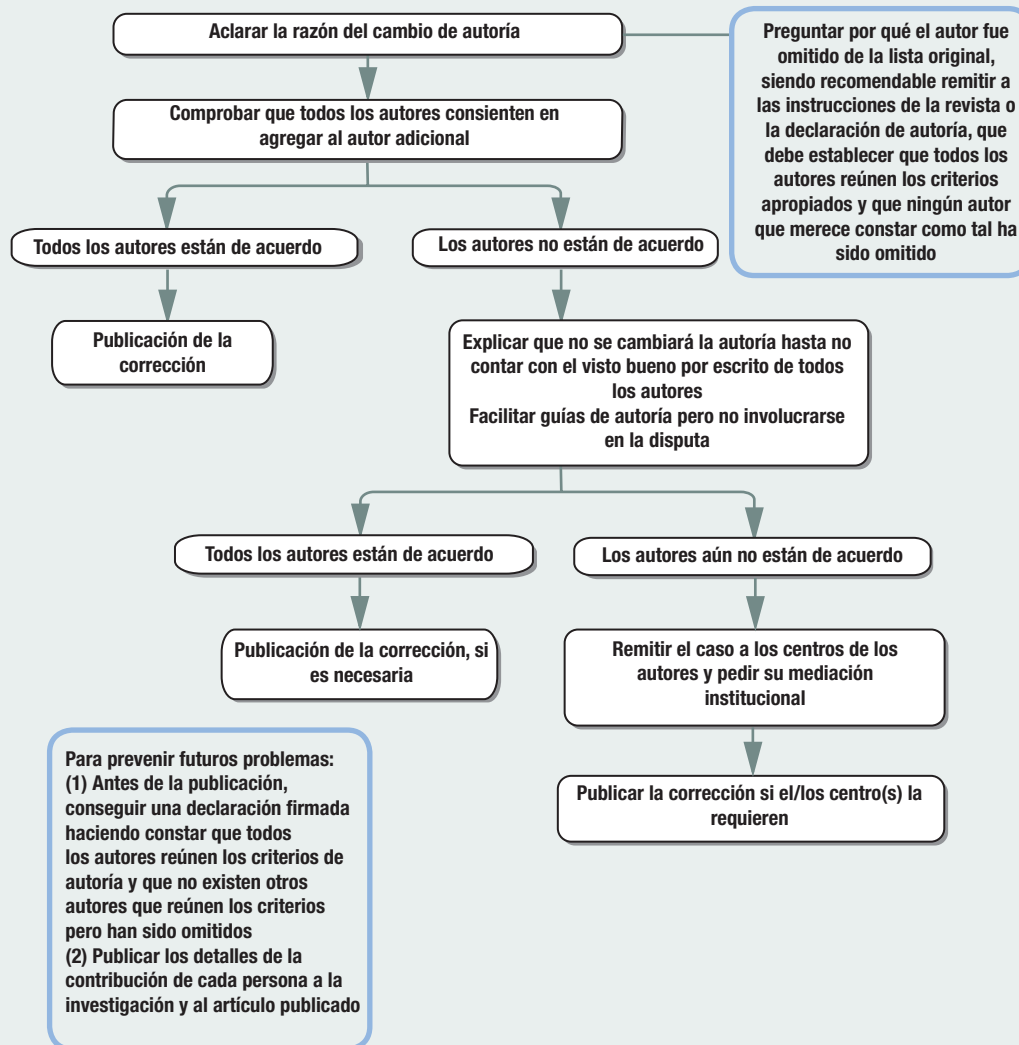 Aclarar la razón del cambio de autoría
Preguntar por qué el autor fue
omitido de la lista original,
siendo recomendable remitir a
las instrucciones de la revista o
la declaración de autoría, que
debe establecer que todos los
autores reúnen los criterios
apropiados y que ningún autor
que merece constar como tal ha
sido omitido
Comprobar que todos los autores consienten en
agregar al autor adicional
Todos los autores están de acuerdo
Los autores no están de acuerdo
Publicación de la
corrección
Explicar que no se cambiará la autoría hasta no
contar con el visto bueno por escrito de todos
los autores
Facilitar guías de autoría pero no involucrarse
en la disputa
Todos los autores están de acuerdo
Los autores aún no están de acuerdo
Publicación de la corrección, si
es necesaria
Remitir el caso a los centros de los
autores y pedir su mediación
institucional
Publicar la corrección si el/los centro(s) la
requieren
Para prevenir futuros problemas:
(1) Antes de la publicación,
conseguir una declaración firmada
haciendo constar que todos
los autores reúnen los criterios de
autoría y que no existen otros
autores que reúnen los criterios
pero han sido omitidos
(2) Publicar los detalles de la
contribución de cada persona a la
investigación y al artículo publicado